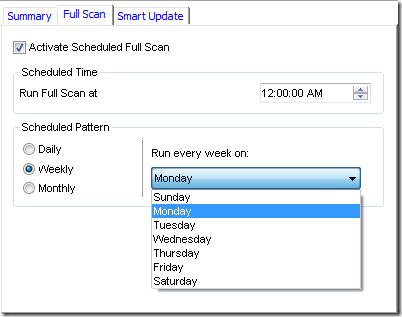 Summary Full Scan Smart Update
Activate Scheduled Full Scan
Scheduled Time
Run Full Scan at 12:00:00 AM
Scheduled Pattern
Daily
Weekly
Monthly
Run every week on:
Monday
Sunday
Monday
Tuesday
Wednesday
Thursday
Friday
Saturday